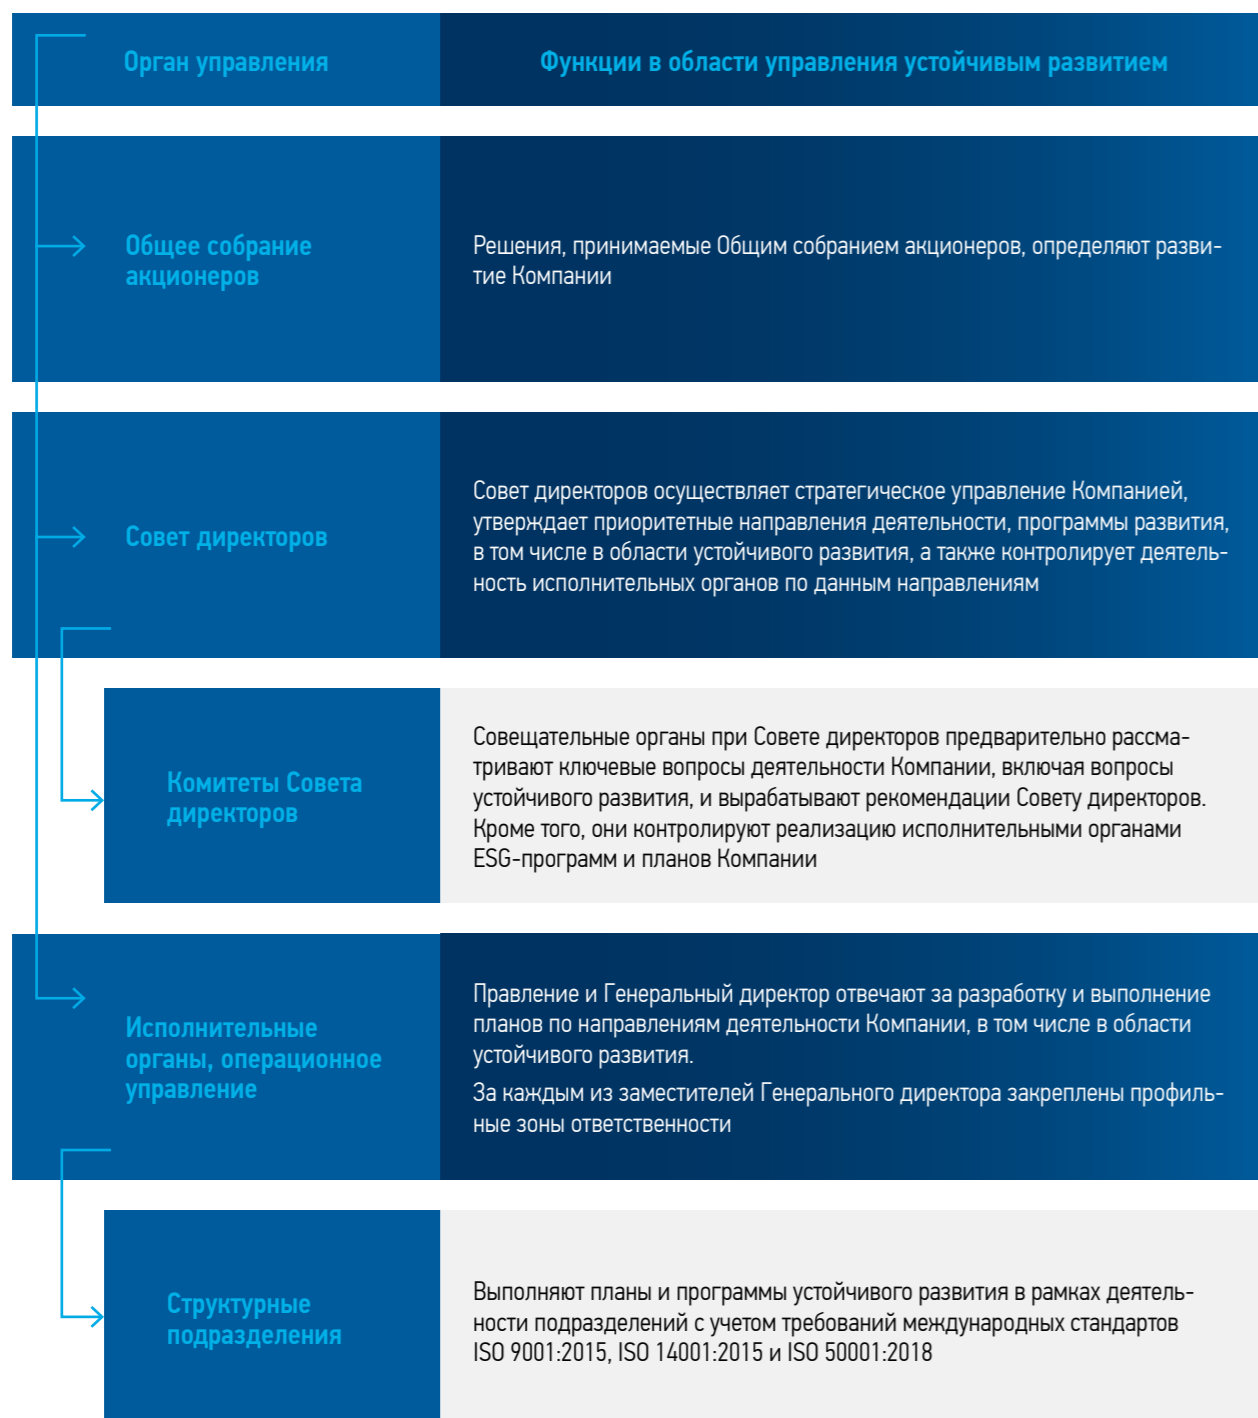 Орган управления
Функции в области управления устойчивым развитием
Общее собрание
акционеров
Решения, принимаемые Общим собранием акционеров, определяют разви-
тие Компании
Совет директоров
Совет директоров осуществляет стратегическое управление Компанией,
утверждает приоритетные направления деятельности, программы развития,
в том числе в области устойчивого развития, а также контролирует деятель-
ность исполнительных органов по данным направлениям
Комитеты Совета
директоров
Совещательные органы при Совете директоров предварительно рассма-
тривают ключевые вопросы деятельности Компании, включая вопросы
устойчивого развития, и вырабатывают рекомендации Совету директоров.
Кроме того, они контролируют реализацию исполнительными органами
ESG-программ и планов Компании
Исполнительные
органы, операционное
управление
Правление и Генеральный директор отвечают за разработку и выполнение
планов по направлениям деятельности Компании, в том числе в области
устойчивого развития.
За каждым из заместителей Генерального директора закреплены профиль-
ные зоны ответственности
Структурные
подразделения
Выполняют планы и программы устойчивого развития в рамках деятель-
ности подразделений с учетом требований международных стандартов
ISO 9001:2015, ISO 14001:2015 и ISO 50001:2018